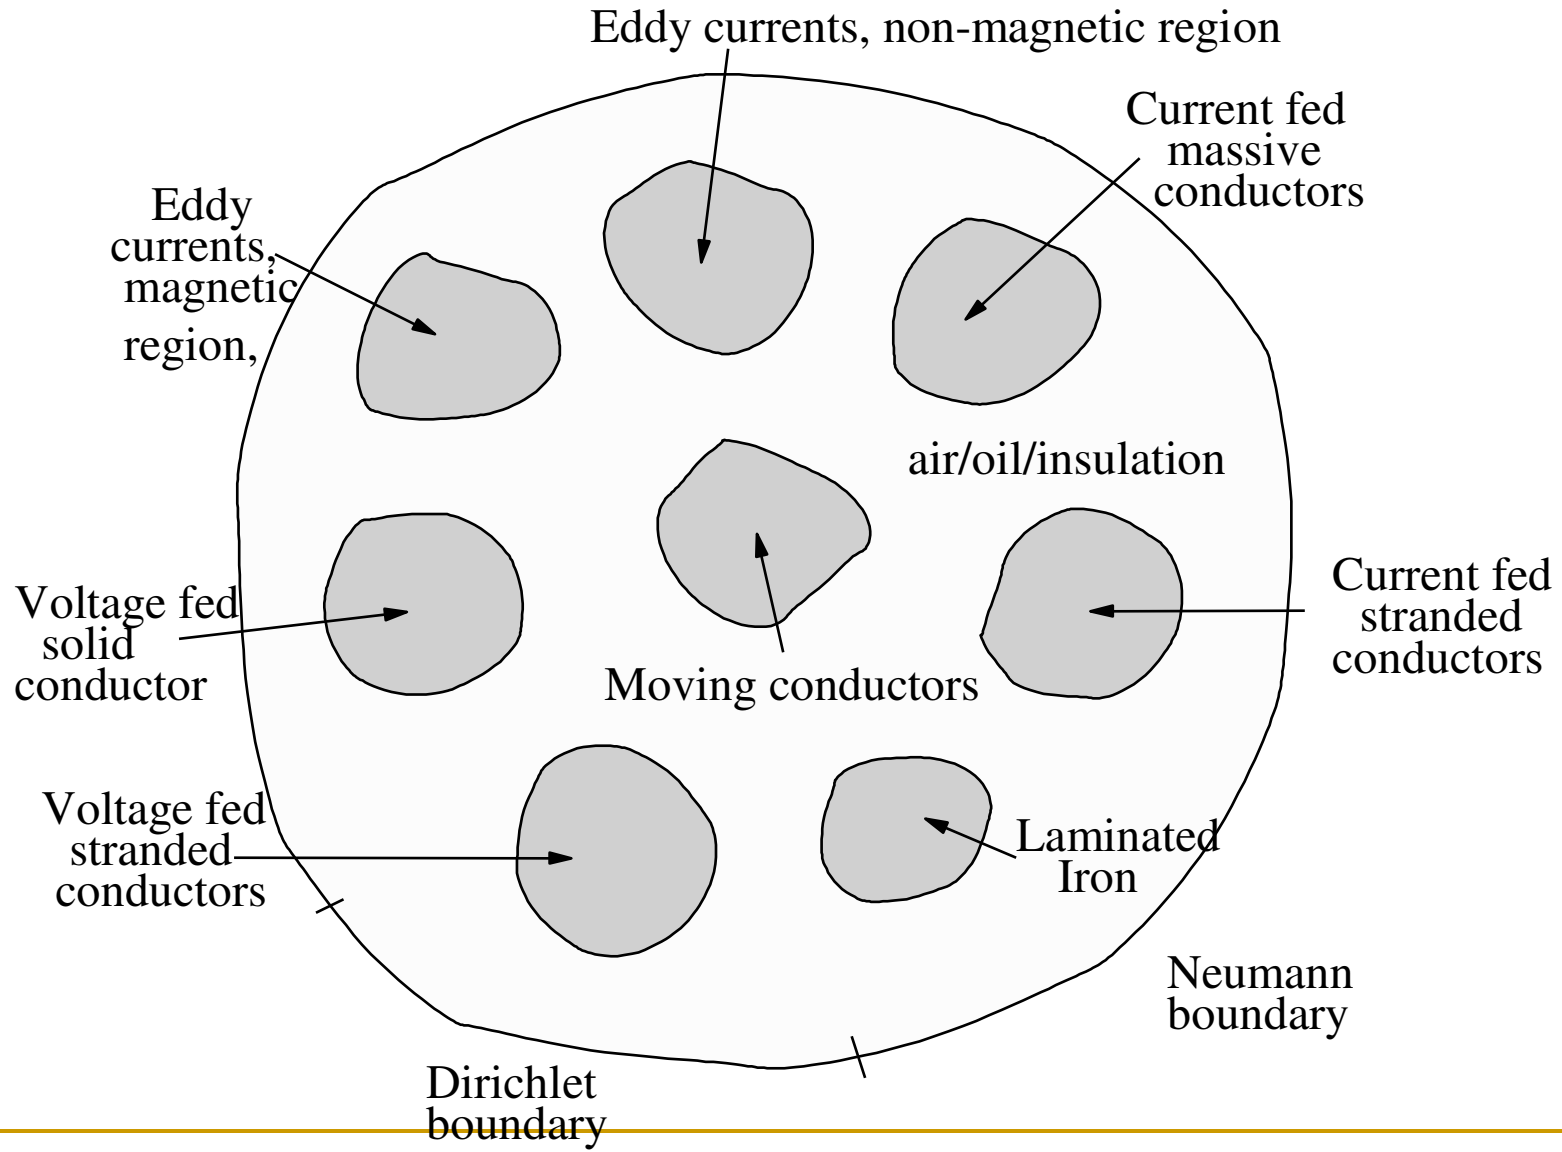 Eddy currents, non-magnetic region
Current fed
massive
conductors
Eddy
currents,
magnetic
region,
air/oil/insulation
Voltage fed
solid
conductor
Current fed
stranded
conductors
Moving conductors
Voltage fed
stranded
conductors
Laminated
Iron
Neumann
boundary
Dirichlet
boundary